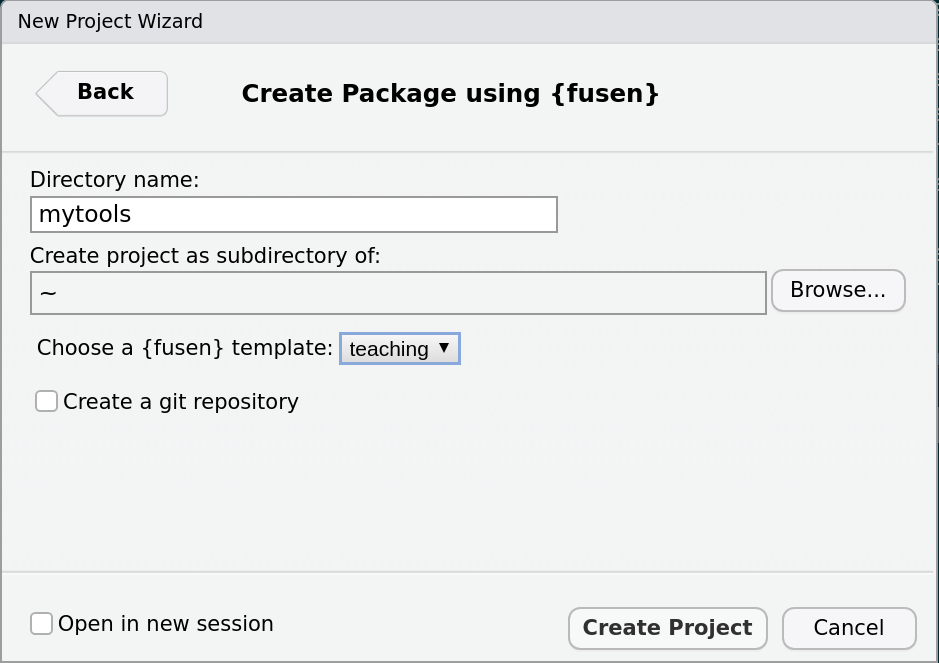 New Project Wizard
Back
Create Package using {fusen}
Directory name:
mytools
Create project as subdirectory of:
~
Browse...
Choose a {fusen} template: teaching ▼
Create a git repository
Open in new session
Create Project
Cancel